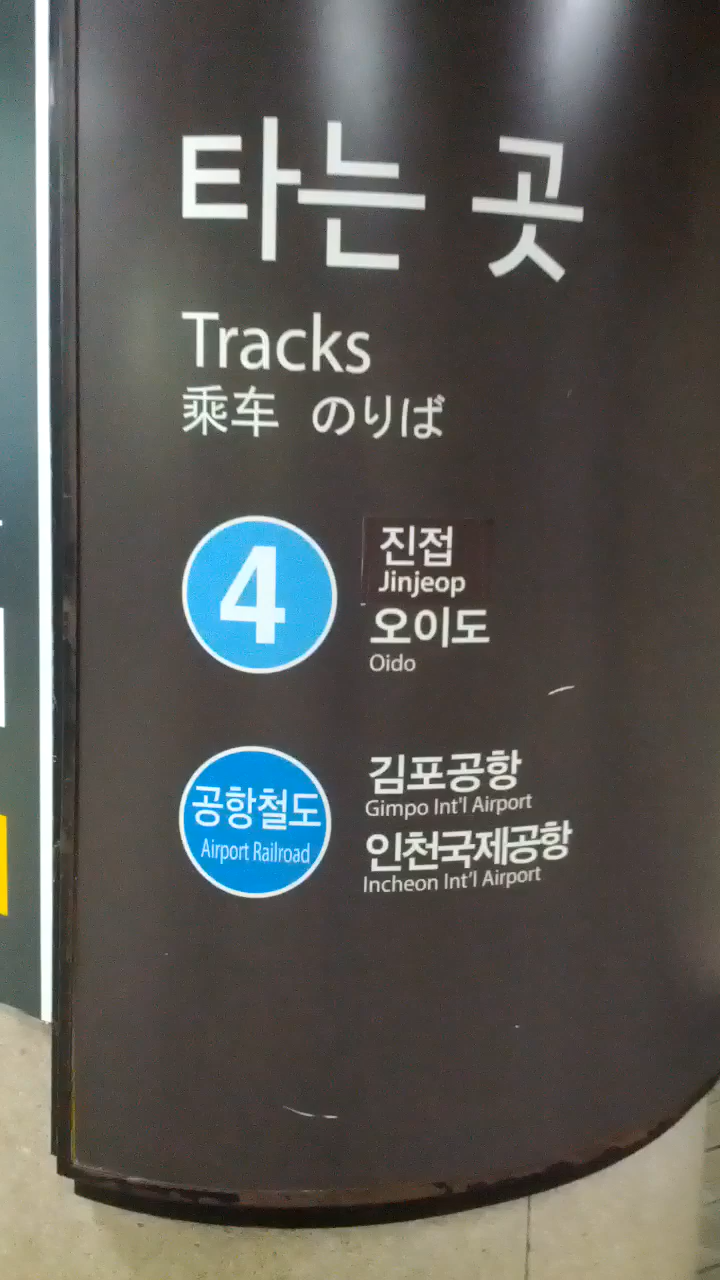 타는 곳
Tracks
乘车 のりば
4
진접
Jinjeop
오이도
Oido
공항철도
Airport Railroad
김포공항
Gimpo Int'l Airport
인천국제공항
Incheon Int'l Airport